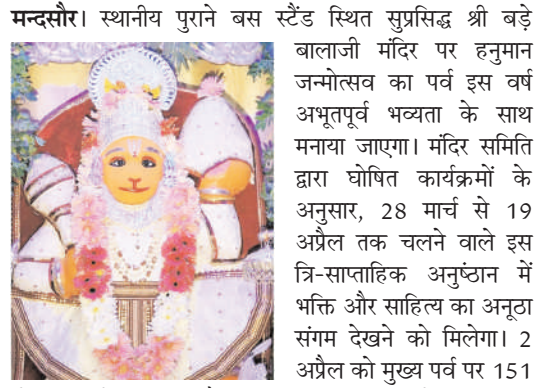 मन्दसौर। स्थानीय पुराने बस स्टैंड स्थित सुप्रसिद्ध श्री बड़े
बालाजी मंदिर पर हनुमान
जन्मोत्सव का पर्व इस वर्ष
अभूतपूर्व भव्यता के साथ
मनाया जाएगा। मंदिर समिति
द्वारा घोषित कार्यक्रमों के
अनुसार, 28 मार्च से 19
अप्रैल तक चलने वाले इस
त्रि-साप्ताहिक अनुष्ठान में
भक्ति और साहित्य का अनूठा
संगम देखने को मिलेगा। 2
अप्रैल को मुख्य पर्व पर 151